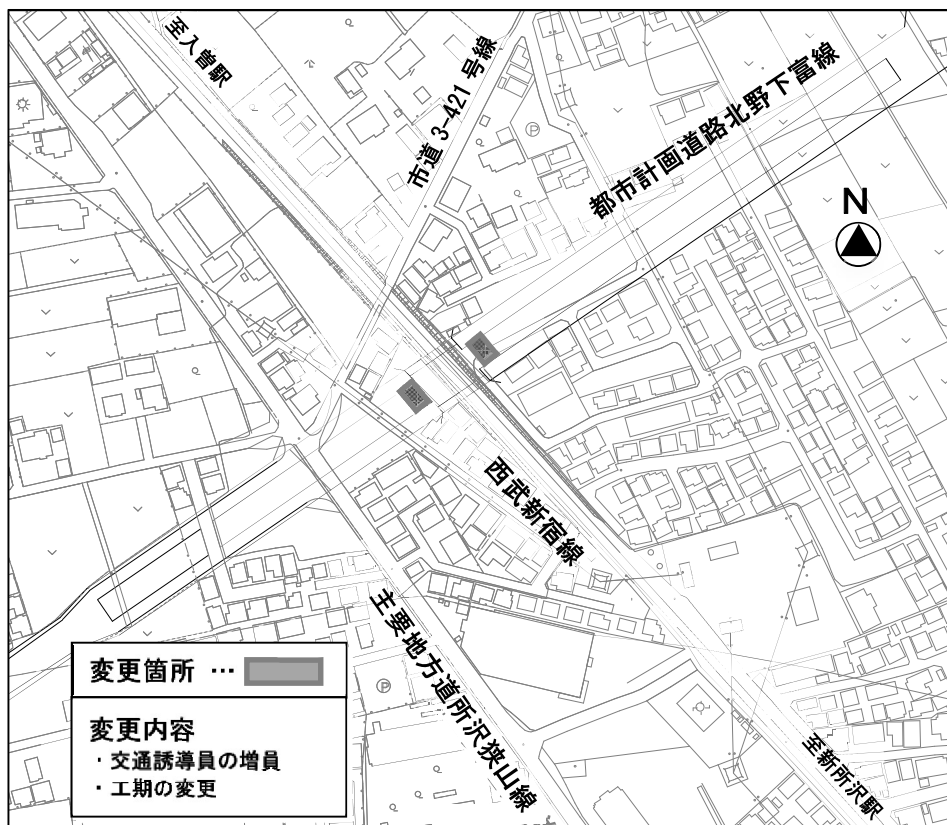 至入曽駅
市道 3-421 号線
都市計画道路北野下富線
N
西武新宿線
主要地方道所沢狭山線
至新所沢駅
変更箇所 …
変更内容
・交通誘導員の増員
・工期の変更
P
P